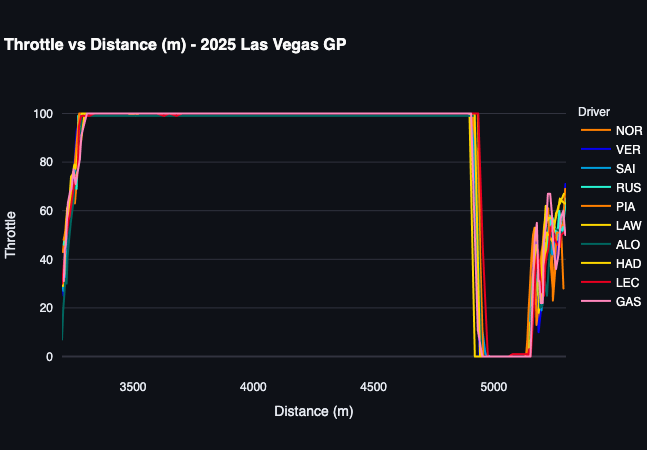 Throttle vs Distance (m) - 2025 Las Vegas GP
Driver
NOR
VER
SAI
RUS
PIA
LAW
ALO
HAD
LEC
GAS
Throttle
100
80
60
40
20
0
3500 4000 4500 5000
Distance (m)